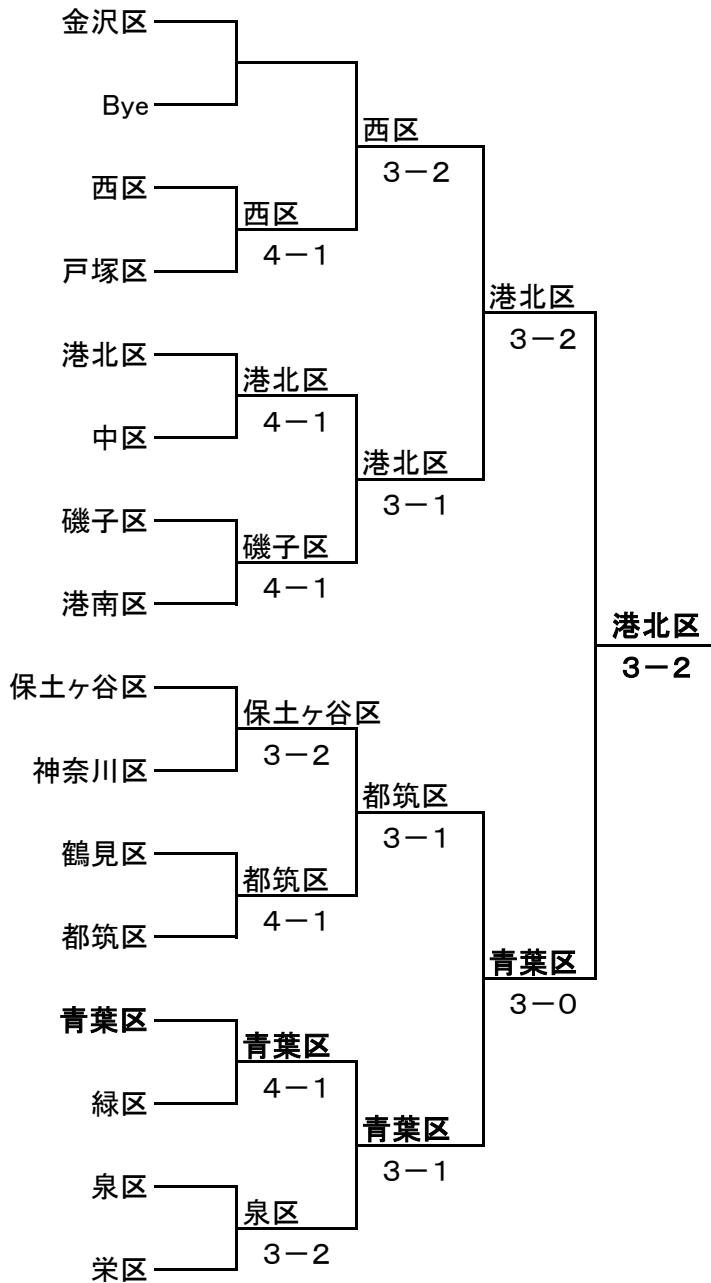 金沢区
Bye
西区
3－2
西区
西区
4－1
戸塚区
港北区
3－2
港北区
港北区
4－1
中区
港北区
3－1
磯子区
磯子区
4－1
港南区
港北区
3－2
保土ヶ谷区
保土ヶ谷区
3－2
神奈川区
都筑区
3－1
鶴見区
都筑区
4－1
都筑区
青葉区
3－0
青葉区
青葉区
4－1
緑区
青葉区
3－1
泉区
泉区
3－2
栄区